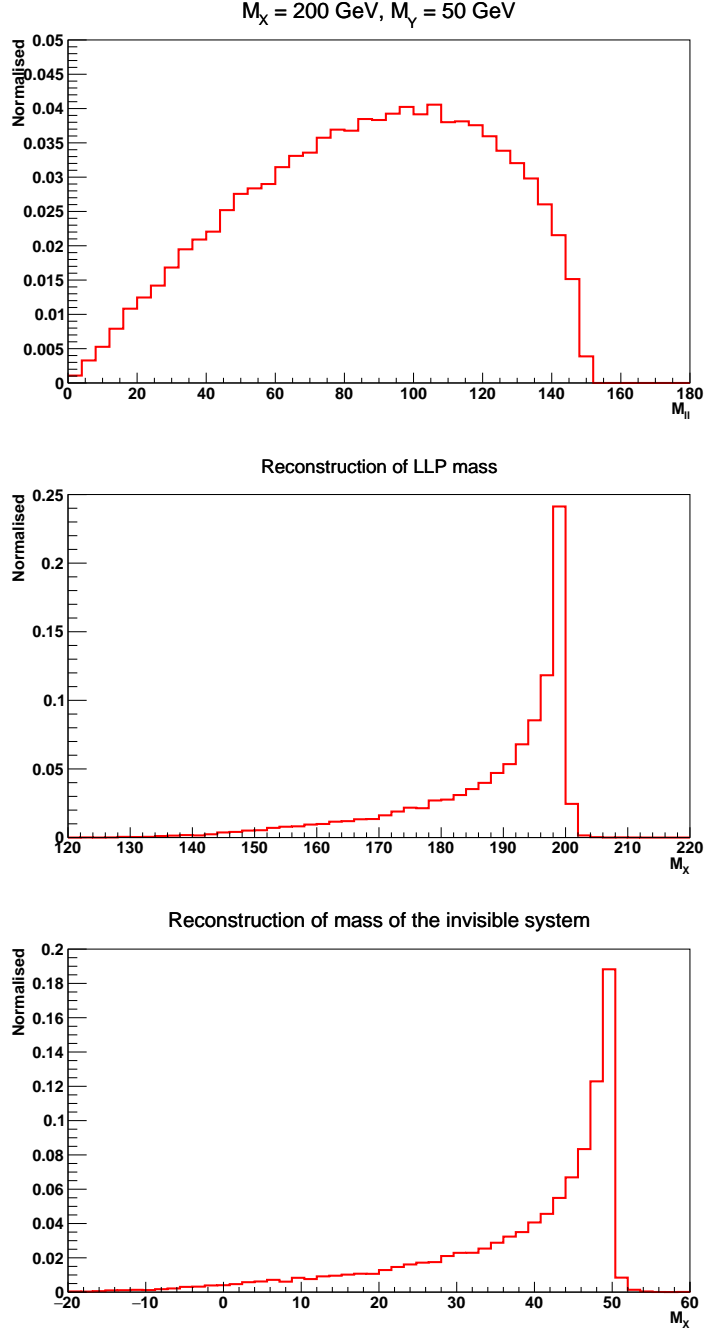 M_X = 200 GeV, M_Y = 50 GeV
Normalised
0.05
0.045
0.04
0.035
0.03
0.025
0.02
0.015
0.01
0.005
0
0 20 40 60 80 100 120 140 160 180
M_ll
Reconstruction of LLP mass
Normalised
0.25
0.2
0.15
0.1
0.05
0
120 130 140 150 160 170 180 190 200 210 220
M_X
Reconstruction of mass of the invisible system
Normalised
0.2
0.18
0.16
0.14
0.12
0.1
0.08
0.06
0.04
0.02
0
−20 −10 0 10 20 30 40 50 60
M_X